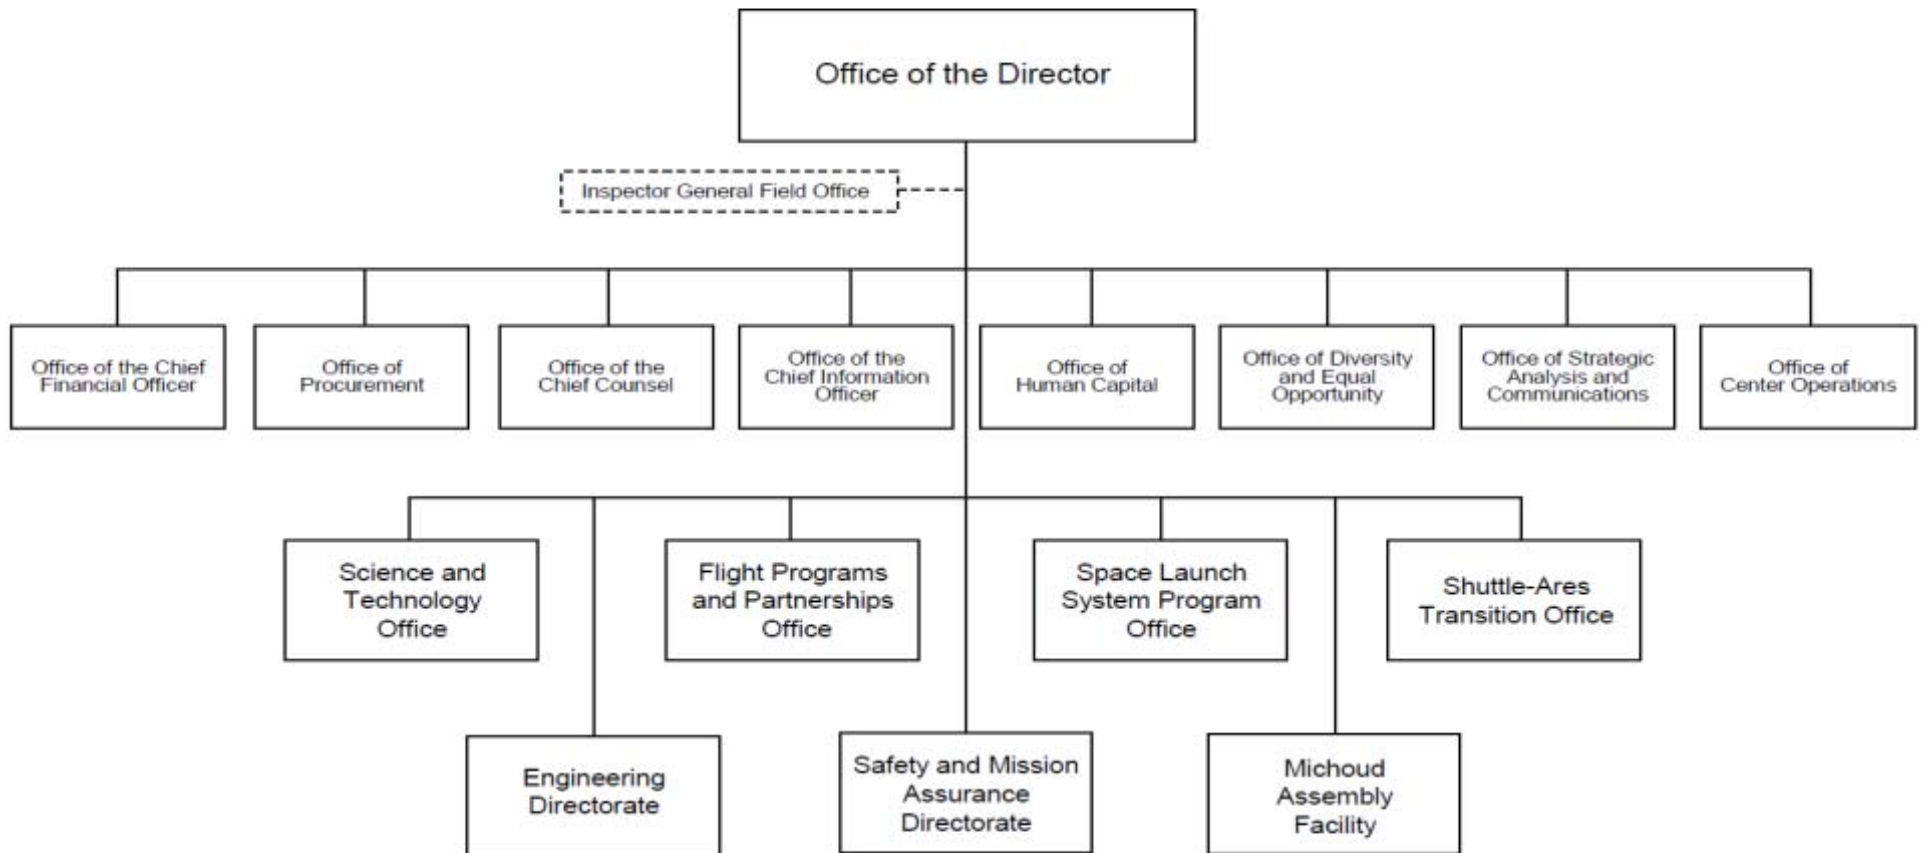 Office of the Director
Inspector General Field Office
Office of the Chief
Financial Officer
Office of
Procurement
Office of the
Chief Counsel
Office of the
Chief Information
Officer
Office of
Human Capital
Office of Diversity
and Equal
Opportunity
Office of Strategic
Analysis and
Communications
Office of
Center Operations
Science and
Technology
Office
Flight Programs
and Partnerships
Office
Space Launch
System Program
Office
Shuttle-Ares
Transition Office
Engineering
Directorate
Safety and Mission
Assurance
Directorate
Michoud
Assembly
Facility